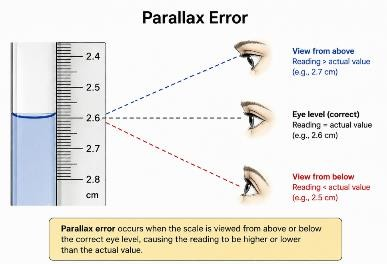 Parallax Error
2.4
2.5
2.6
2.7
2.8
cm
View from above
Reading > actual value
(e.g., 2.7 cm)
Eye level (correct)
Reading = actual value
(e.g., 2.6 cm)
View from below
Reading < actual value
(e.g., 2.5 cm)
Parallax error occurs when the scale is viewed from above or below
the correct eye level, causing the reading to be higher or lower
than the actual value.